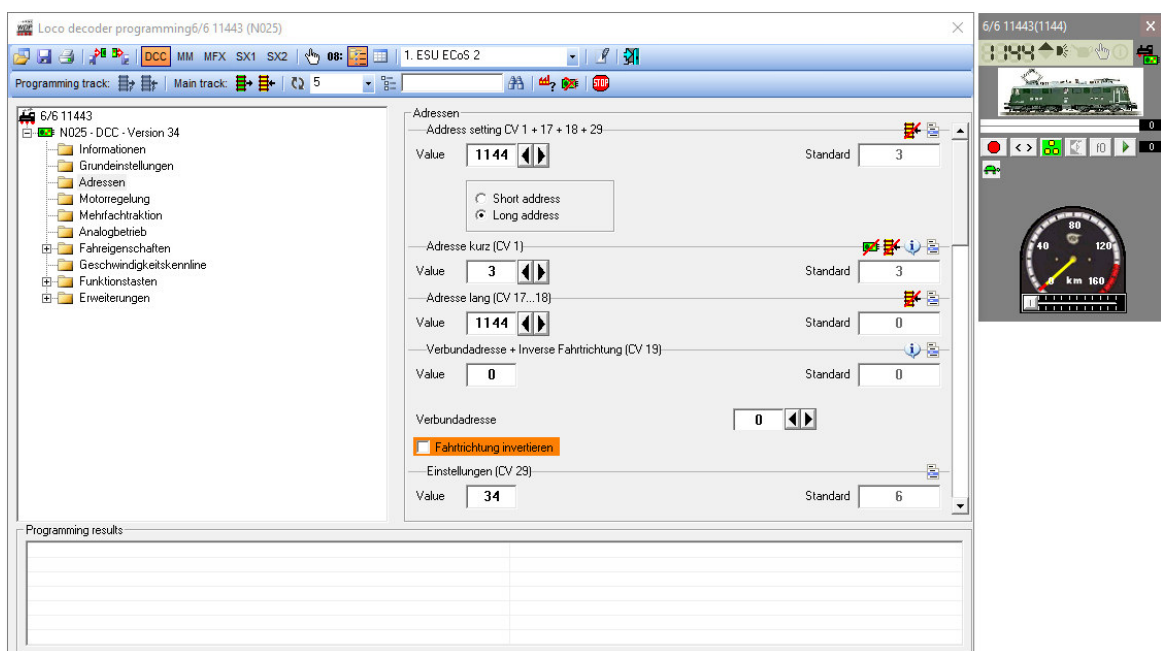 Loco decoder programming6/6 11443 (N025)
DCC MM MFX SX1 SX2 08: 1. ESU ECoS 2
Programming track: Main track: 5 STOP
6/6 11443
N025 - DCC - Version 34
Informationen
Grundeinstellungen
Adressen
Motorregelung
Mehrfachtraktion
Analogbetrieb
Fahreigenschaften
Geschwindigkeitskennline
Funktionstasten
Erweiterungen
Adressen
Address setting CV 1 + 17 + 18 + 29
Value 1144 Standard 3
Short address
Long address
Adresse kurz (CV 1)
Value 3 Standard 3
Adresse lang (CV 17...18)
Value 1144 Standard 0
Verbundadresse + Inverse Fahrtrichtung (CV 19)
Value 0 Standard 0
Verbundadresse 0
Fahrtrichtung invertieren
Einstellungen (CV 29)
Value 34 Standard 6
Programming results
6/6 11443(1144)
1144
0
< > f0 0
80
40 120
0 km 160